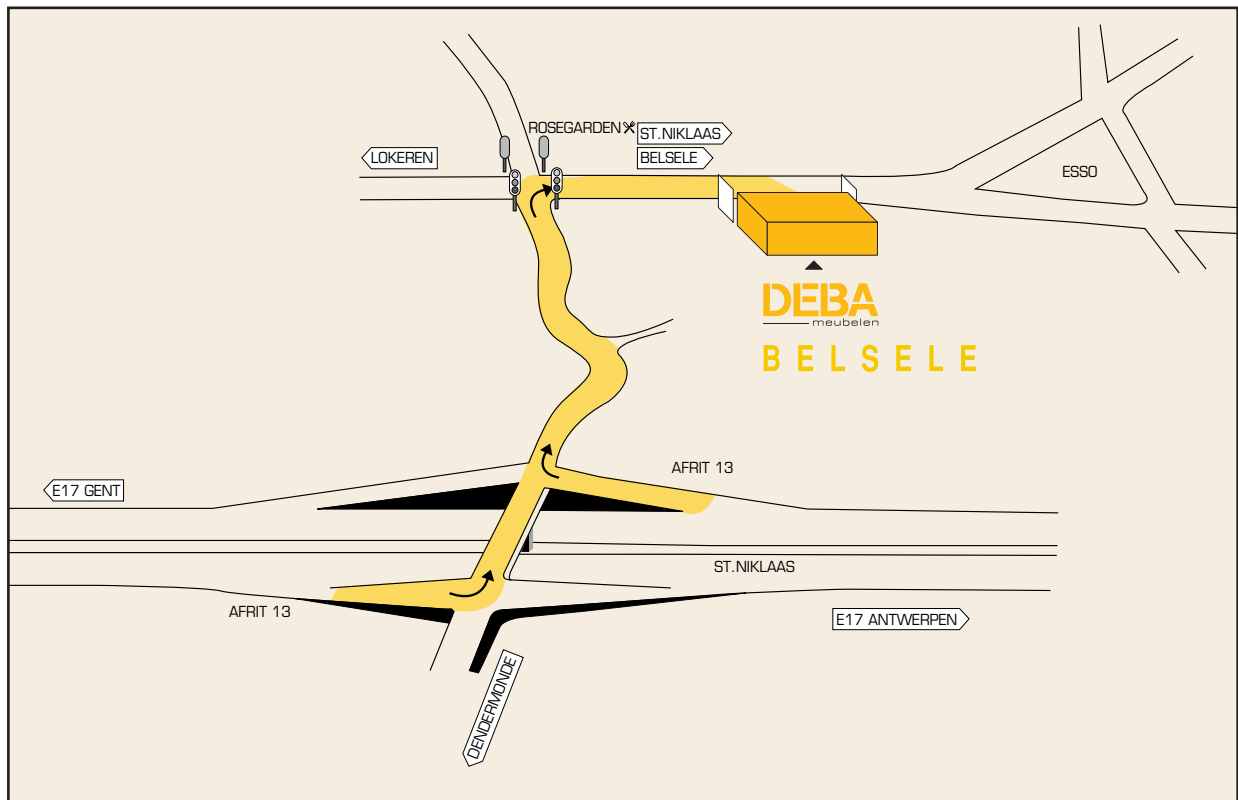 ROSEGARDEN
ST.NIKLAAS
LOKEREN
BELSELE
ESSO
DEBA
meubelen
BELSELE
AFRIT 13
E17 GENT
ST.NIKLAAS
AFRIT 13
E17 ANTWERPEN
DENDERMONDE